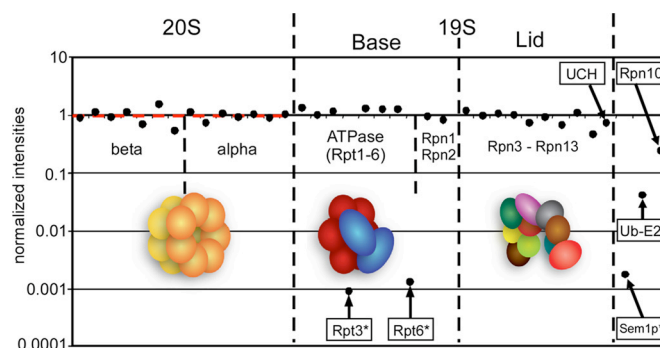 20S
19S
Base
Lid
normalized intensities
10
1
0.1
0.01
0.001
0.0001
beta
alpha
ATPase
(Rpt1-6)
Rpn1
Rpn2
Rpn3 - Rpn13
UCH
Rpn10
Ub-E2
Rpt3*
Rpt6*
Sem1p*